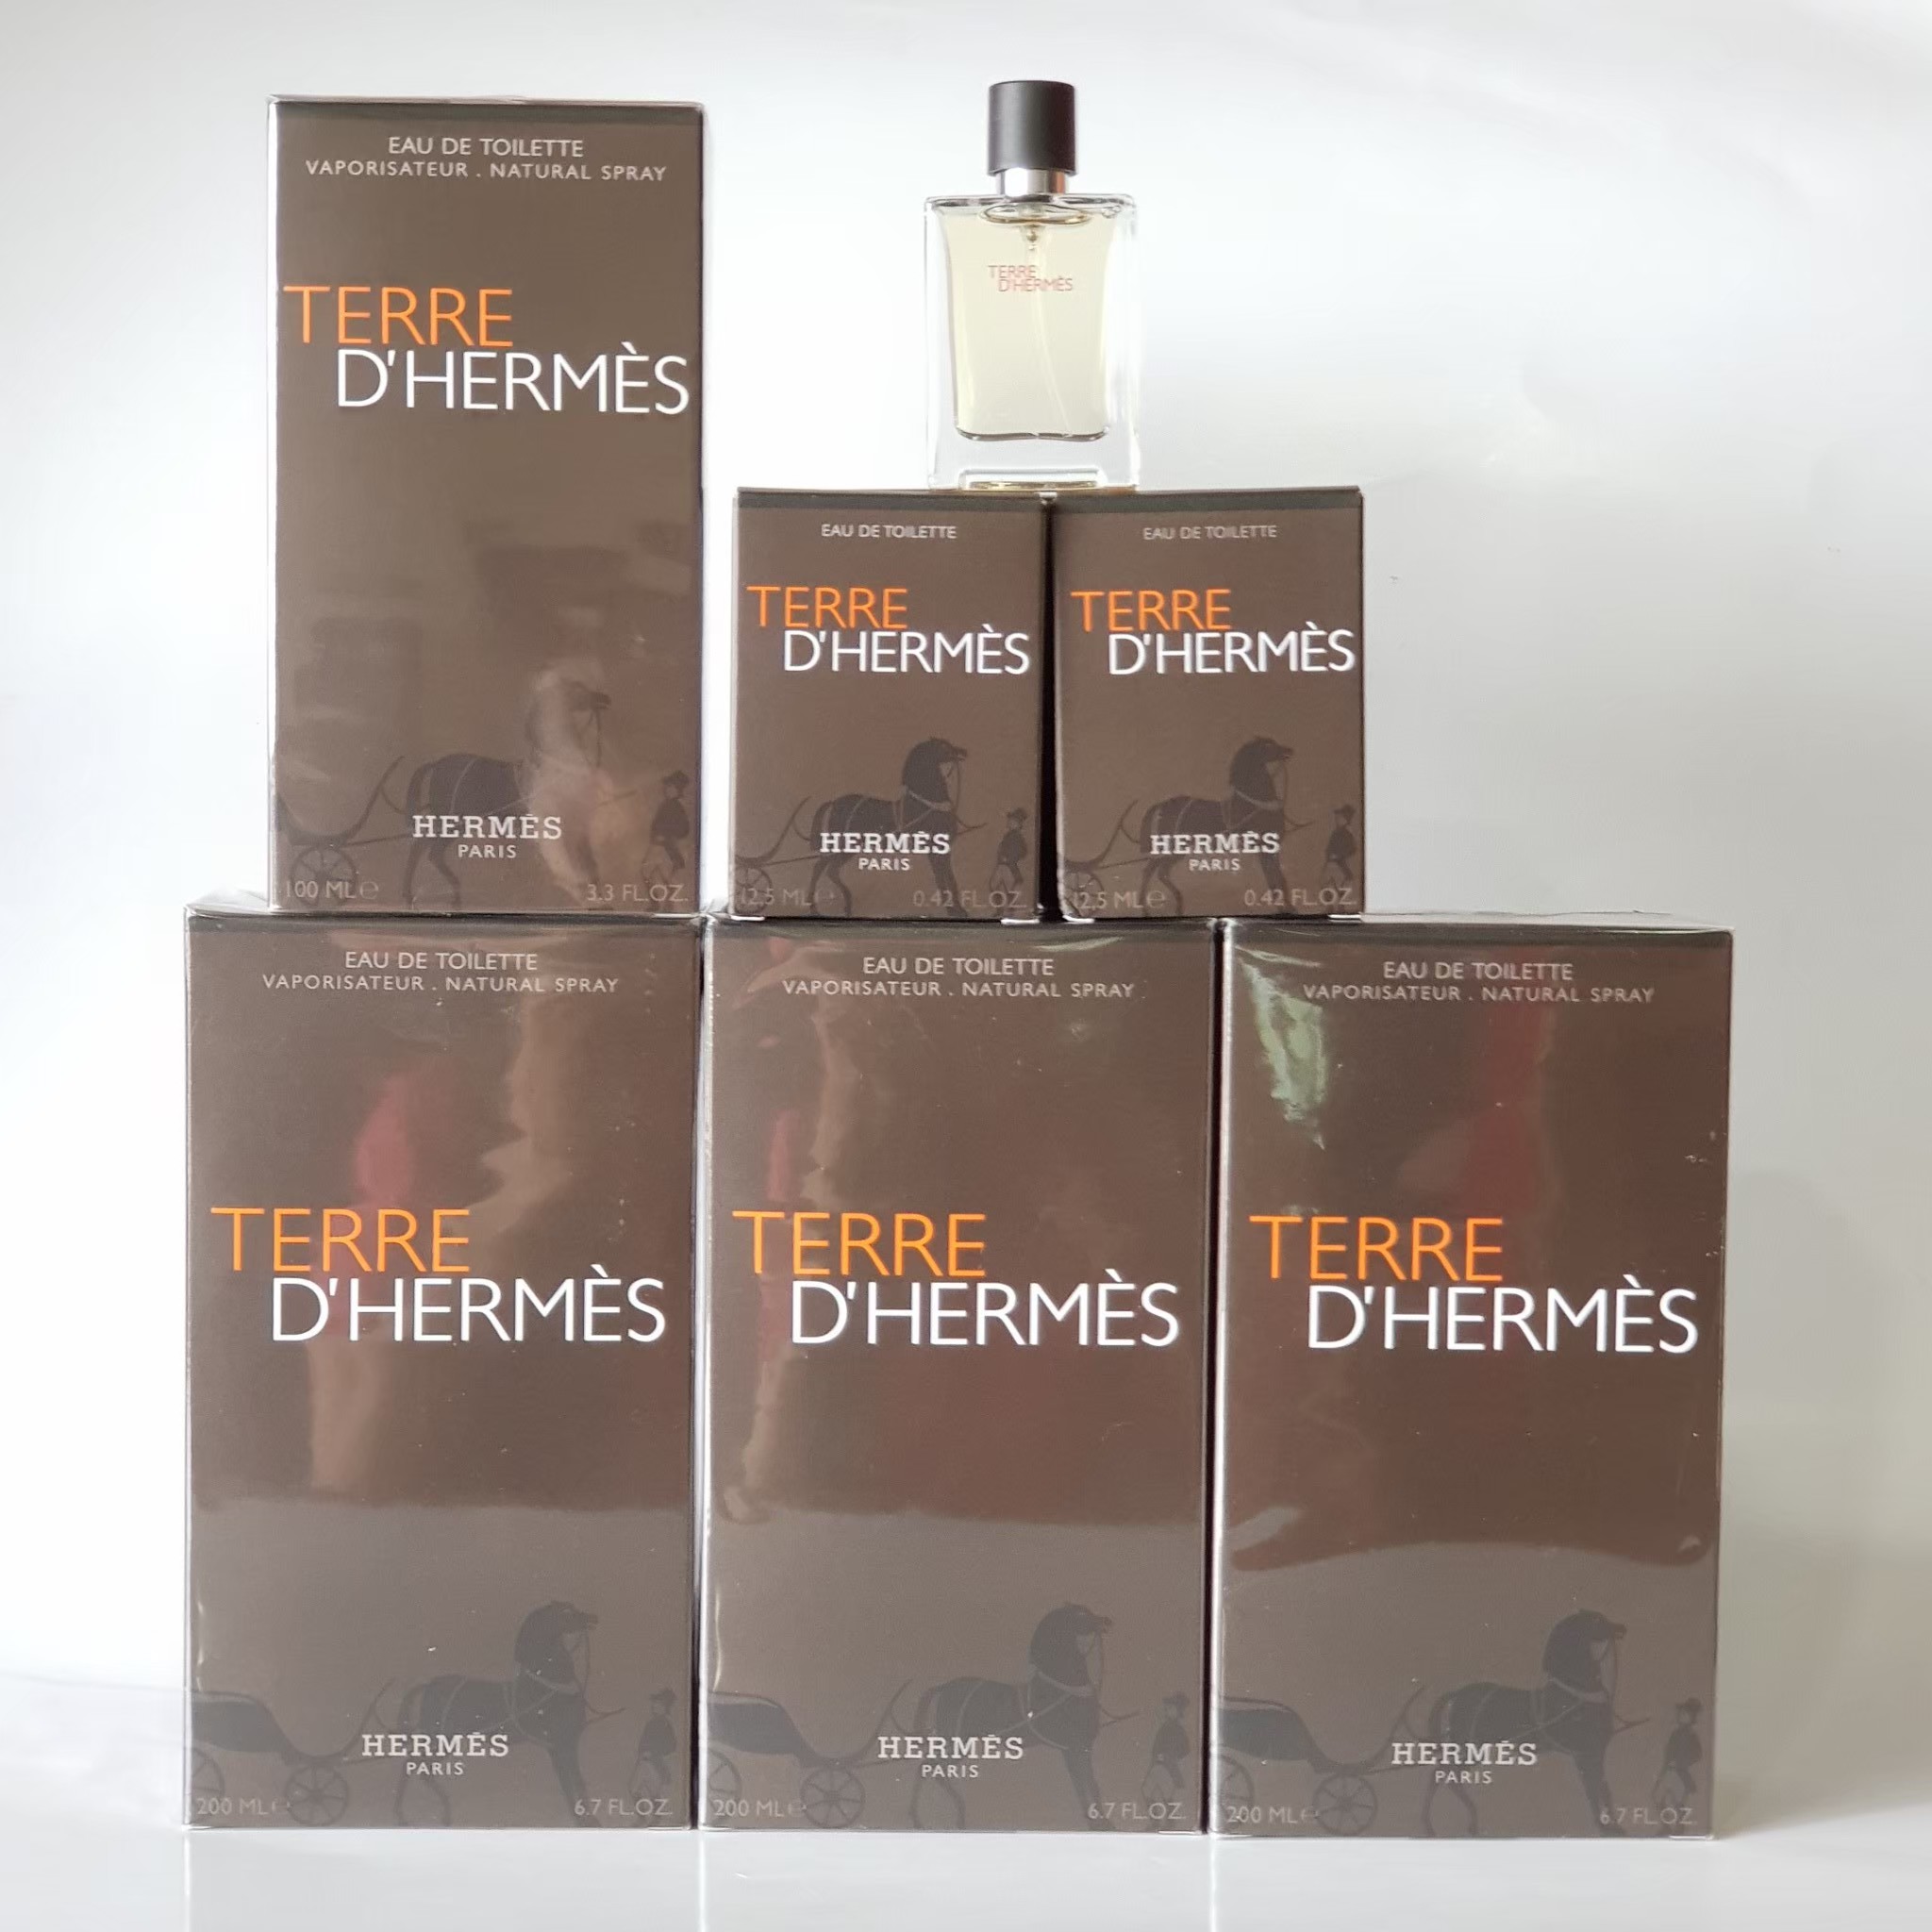 EAU DE TOILETTE
VAPORISATEUR . NATURAL SPRAY
TERRE
D'HERMÈS
HERMÈS
PARIS
100 ML e
3.3 FL.OZ.
TERRE
D'HERMÈS
EAU DE TOILETTE
TERRE
D'HERMÈS
HERMÈS
PARIS
12,5 ML e
0.42 FL.OZ.
EAU DE TOILETTE
TERRE
D'HERMÈS
HERMÈS
PARIS
12,5 ML e
0.42 FL.OZ.
EAU DE TOILETTE
VAPORISATEUR . NATURAL SPRAY
TERRE
D'HERMÈS
HERMÈS
PARIS
200 ML e
6.7 FL.OZ.
EAU DE TOILETTE
VAPORISATEUR . NATURAL SPRAY
TERRE
D'HERMÈS
HERMÈS
PARIS
200 ML e
6.7 FL.OZ.
EAU DE TOILETTE
VAPORISATEUR . NATURAL SPRAY
TERRE
D'HERMÈS
HERMÈS
PARIS
200 ML e
6.7 FL.OZ.